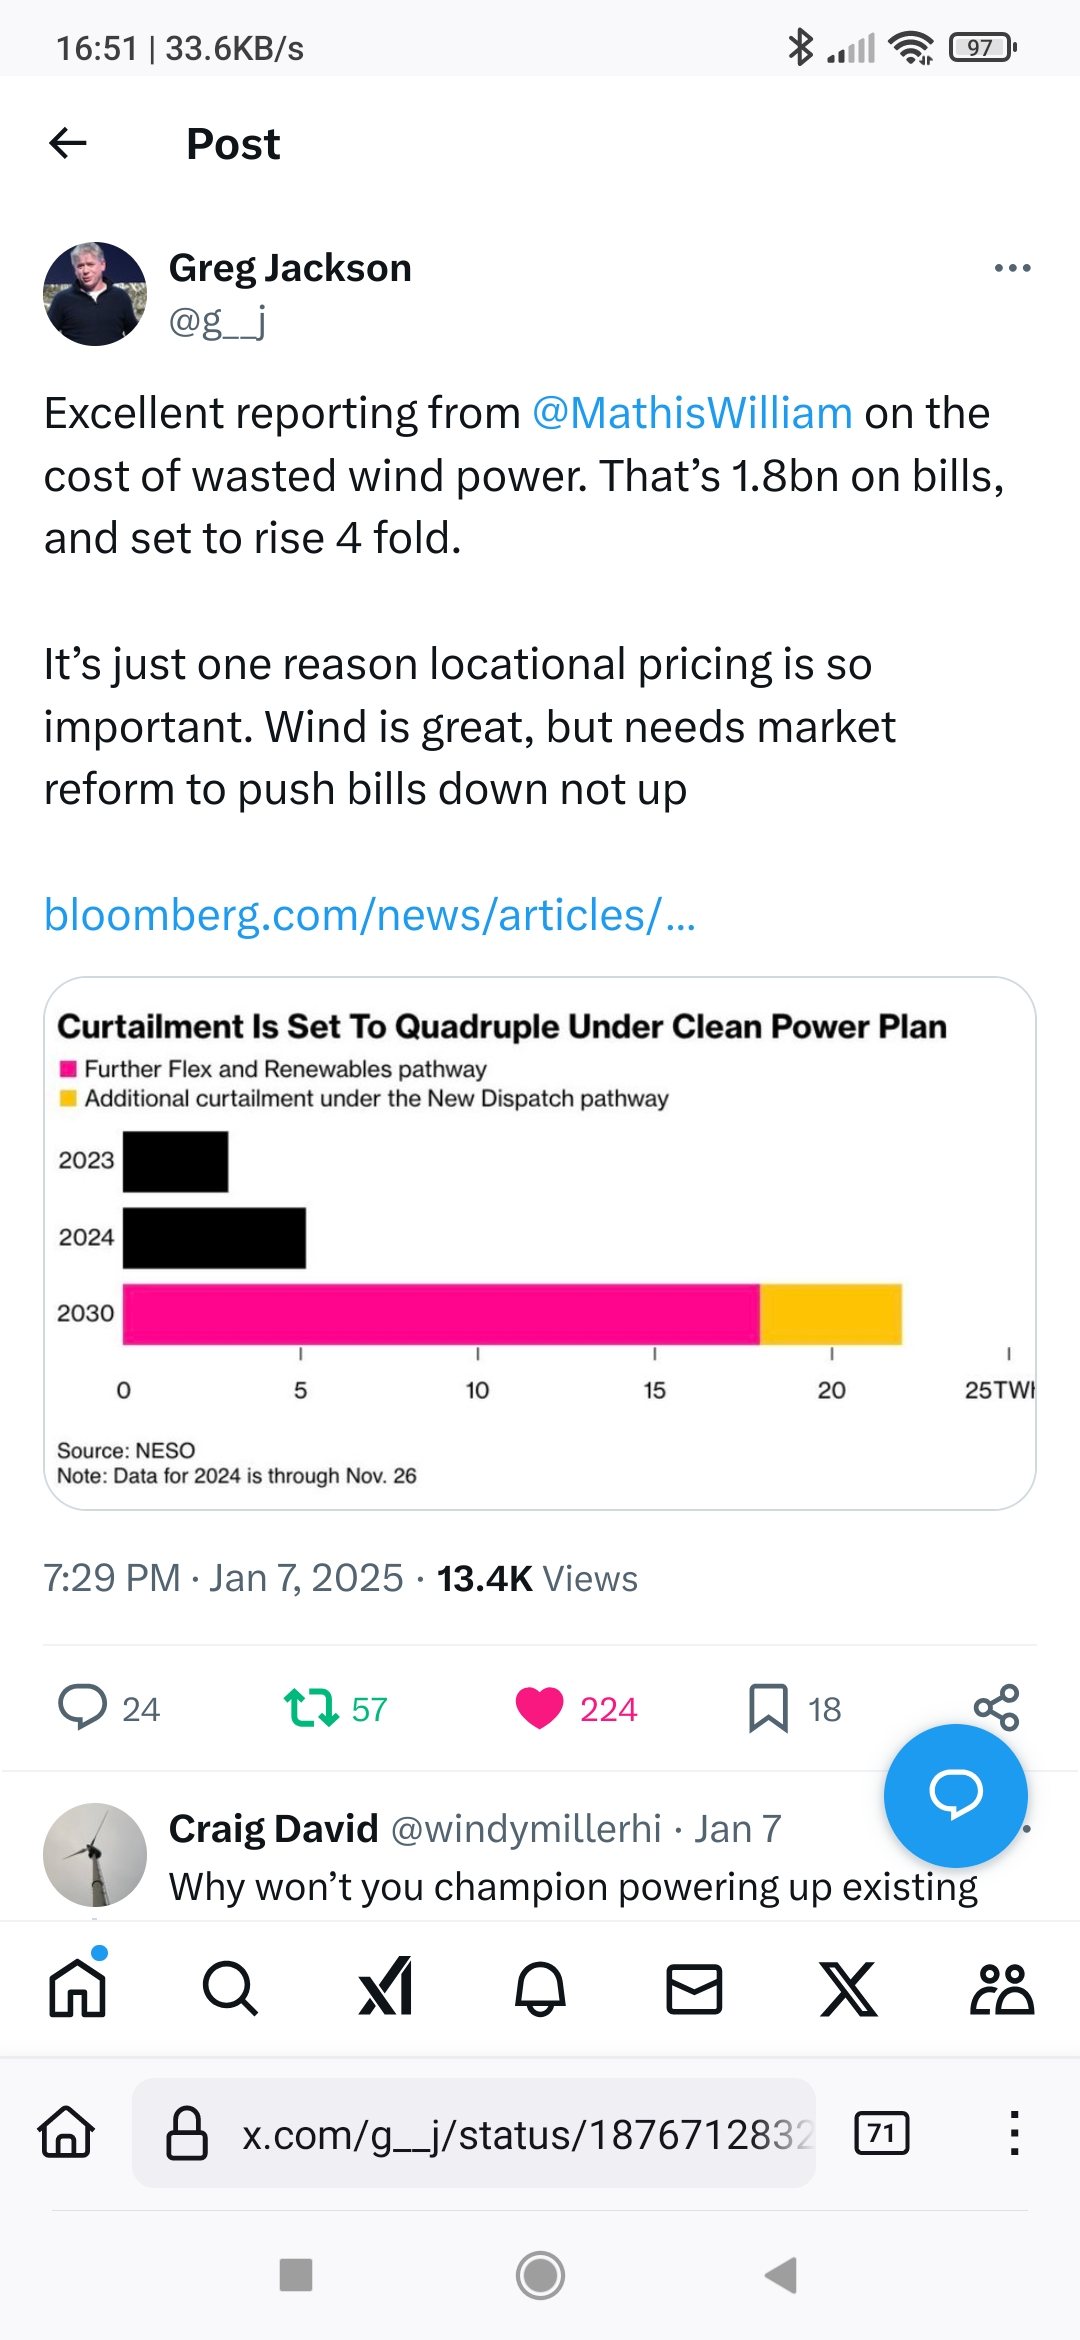 16:51 | 33.6KB/s
97
Post
Greg Jackson
@g__j
Excellent reporting from @MathisWilliam on the
cost of wasted wind power. That’s 1.8bn on bills,
and set to rise 4 fold.
It’s just one reason locational pricing is so
important. Wind is great, but needs market
reform to push bills down not up
bloomberg.com/news/articles/…
Curtailment Is Set To Quadruple Under Clean Power Plan
Further Flex and Renewables pathway
Additional curtailment under the New Dispatch pathway
2023
2024
2030
0 5 10 15 20 25TWh
Source: NESO
Note: Data for 2024 is through Nov. 26
7:29 PM · Jan 7, 2025 · 13.4K Views
24 57 224 18
Craig David @windymillerhi · Jan 7
Why won’t you champion powering up existing
x.com/g__j/status/1876712832
71